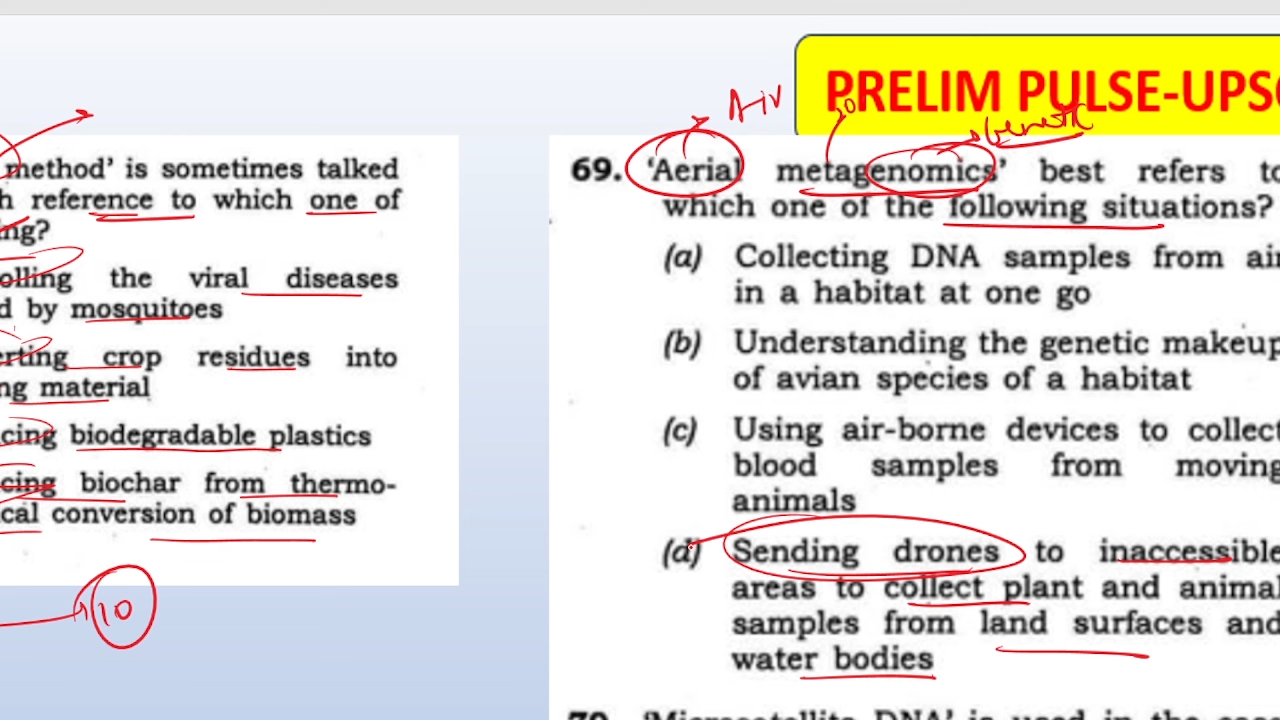 PRELIM PULSE-UPS
Air
method’ is sometimes talked
reference to which one of
ng?
olling the viral diseases
d by mosquitoes
erting crop residues into
ng material
cing biodegradable plastics
cing biochar from thermo-
cal conversion of biomass
10
69. ‘Aerial metagenomics’ best refers to
which one of the following situations?
(a) Collecting DNA samples from air
in a habitat at one go
(b) Understanding the genetic makeup
of avian species of a habitat
(c) Using air-borne devices to collect
blood samples from moving
animals
(d) Sending drones to inaccessible
areas to collect plant and animal
samples from land surfaces and
water bodies